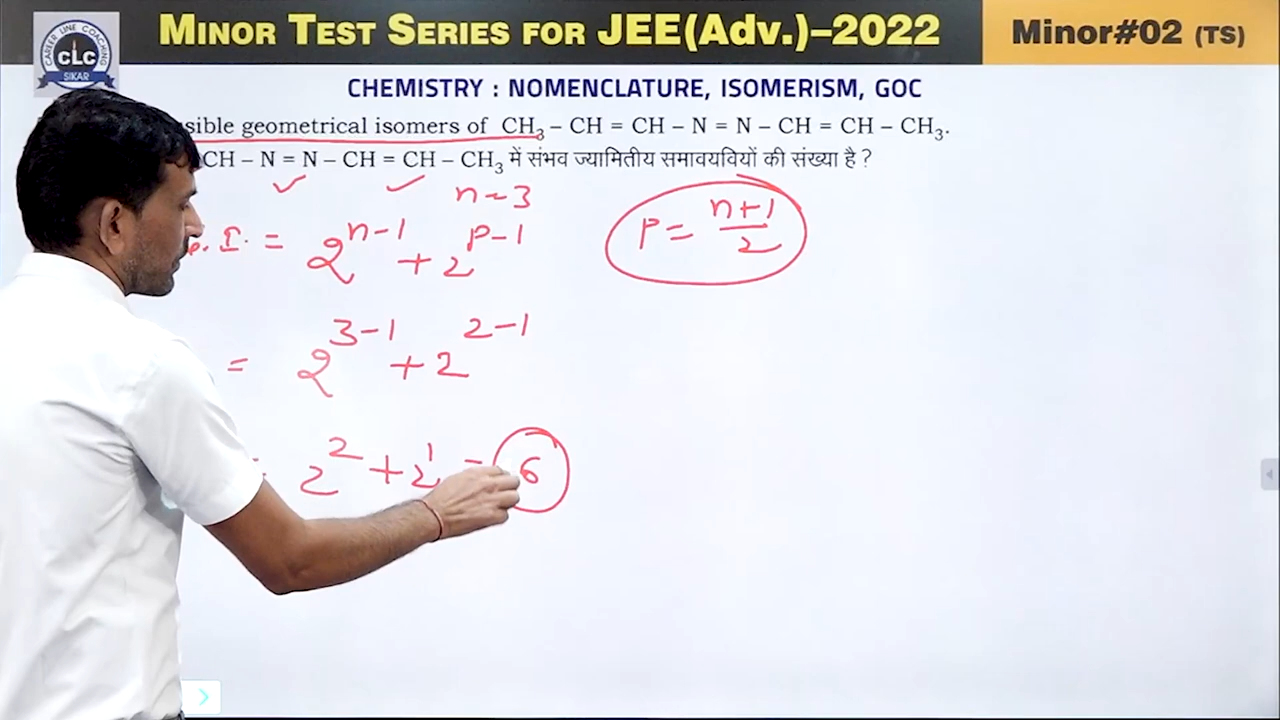 CAREER LINE COACHING
CLC
SIKAR
MINOR TEST SERIES FOR JEE(Adv.)–2022
Minor#02 (TS)
CHEMISTRY : NOMENCLATURE, ISOMERISM, GOC
sible geometrical isomers of CH₃ – CH = CH – N = N – CH = CH – CH₃.
CH – N = N – CH = CH – CH₃ में संभव ज्यामितीय समावयवियों की संख्या है ?
n = 3
I. = 2ⁿ⁻¹ + 2ᵖ⁻¹
P = n+1/2
= 2³⁻¹ + 2²⁻¹
2² + 2¹ = 6